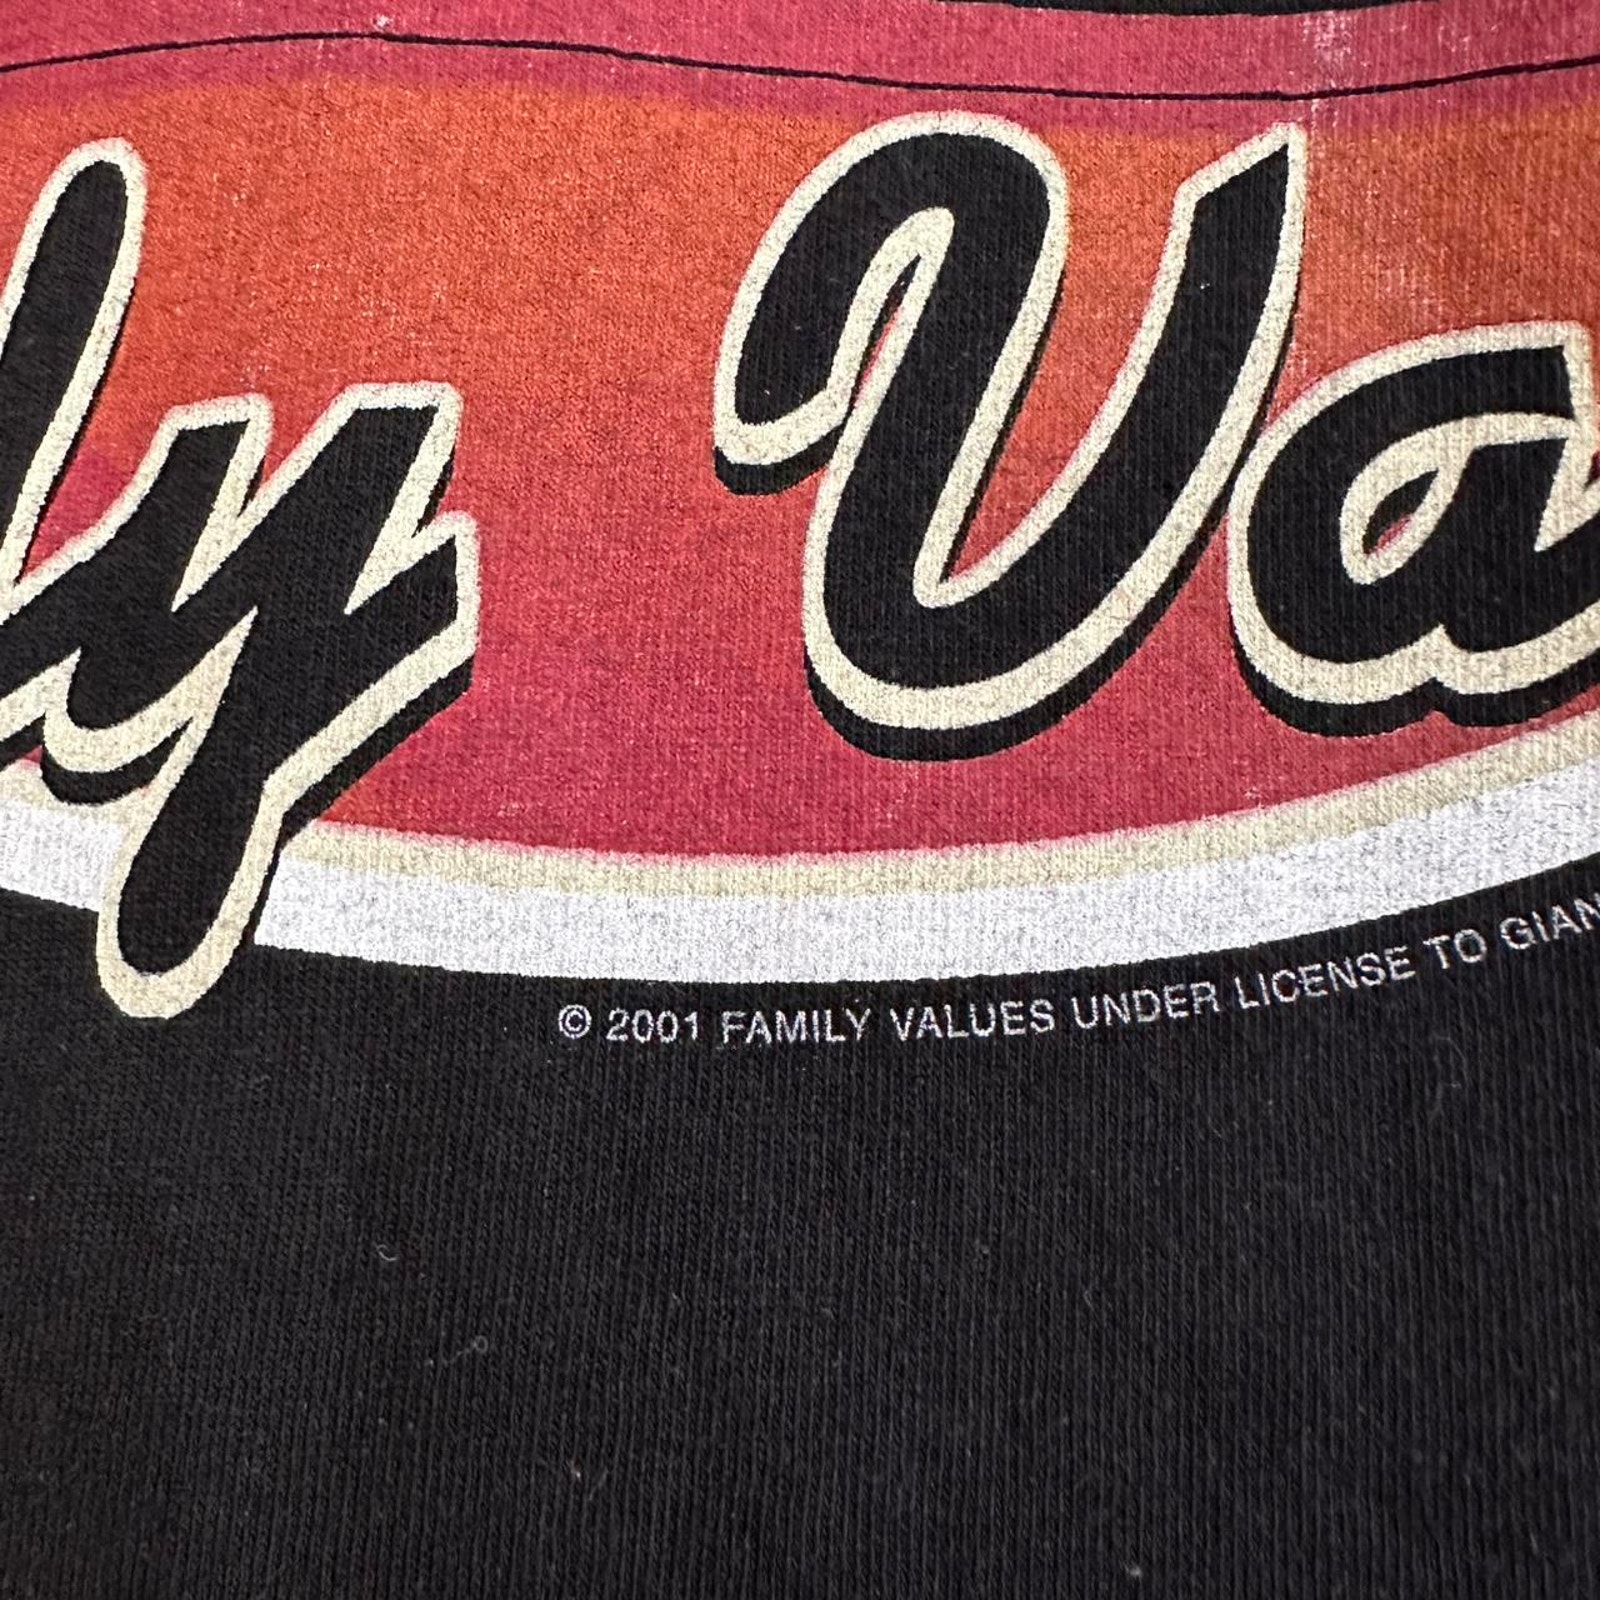 ly Va
© 2001 FAMILY VALUES UNDER LICENSE TO GIAN